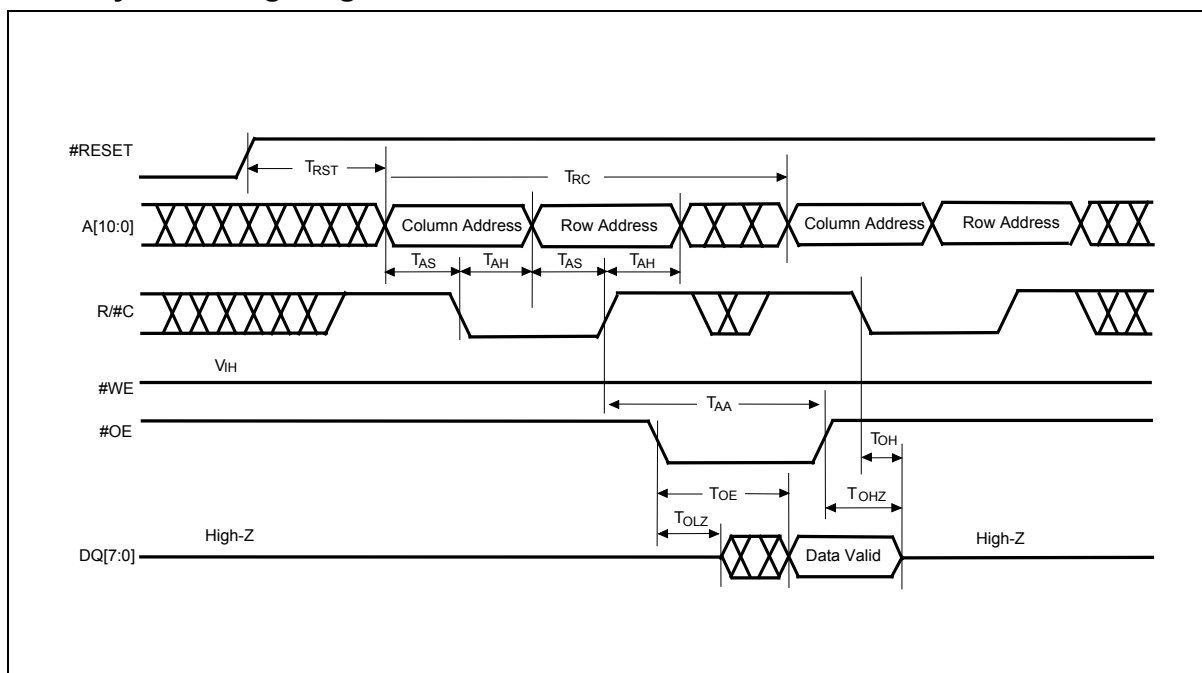 #RESET
TRST
TRC
A[10:0]
Column Address
Row Address
Column Address
Row Address
TAS
TAH
TAS
TAH
R/#C
VIH
#WE
TAA
#OE
TOH
TOE
TOHZ
TOLZ
High-Z
High-Z
DQ[7:0]
Data Valid